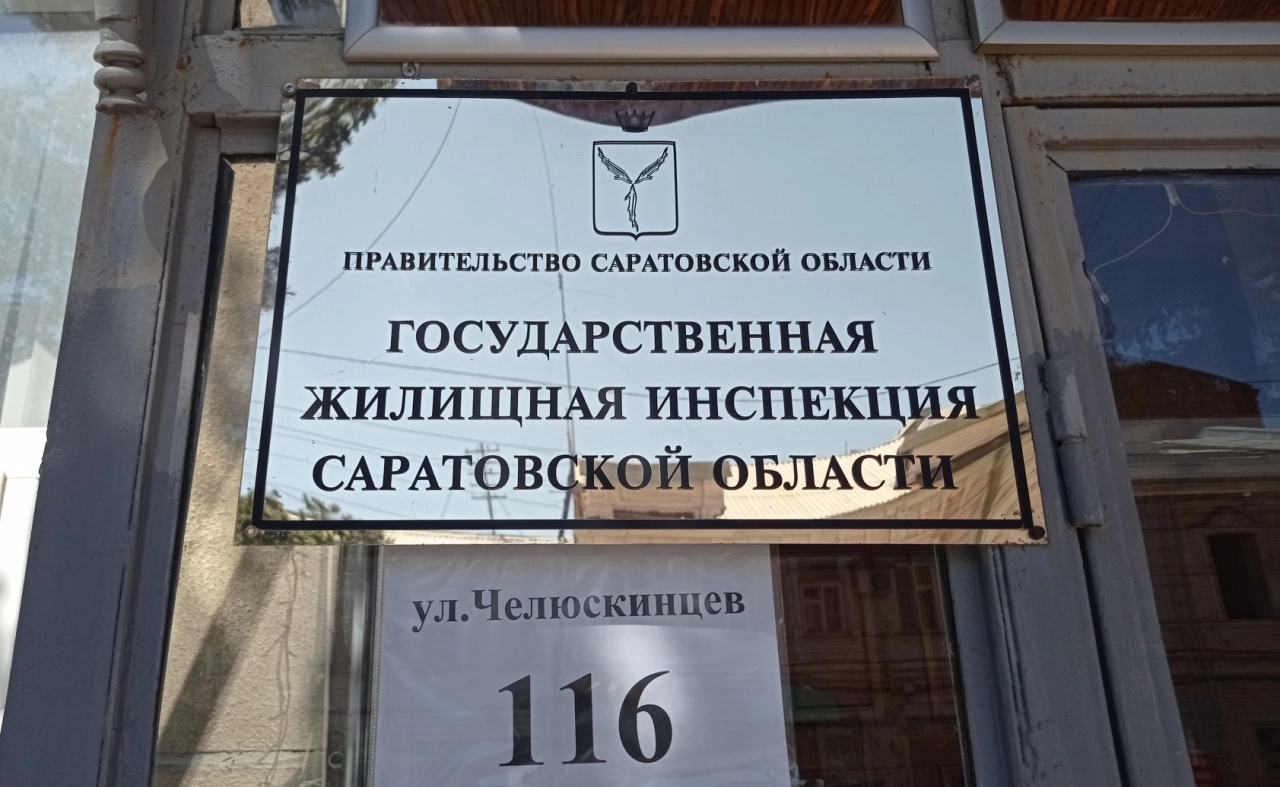 ПРАВИТЕЛЬСТВО САРАТОВСКОЙ ОБЛАСТИ
ГОСУДАРСТВЕННАЯ
ЖИЛИЩНАЯ ИНСПЕКЦИЯ
САРАТОВСКОЙ ОБЛАСТИ
ул.Челюскинцев
116